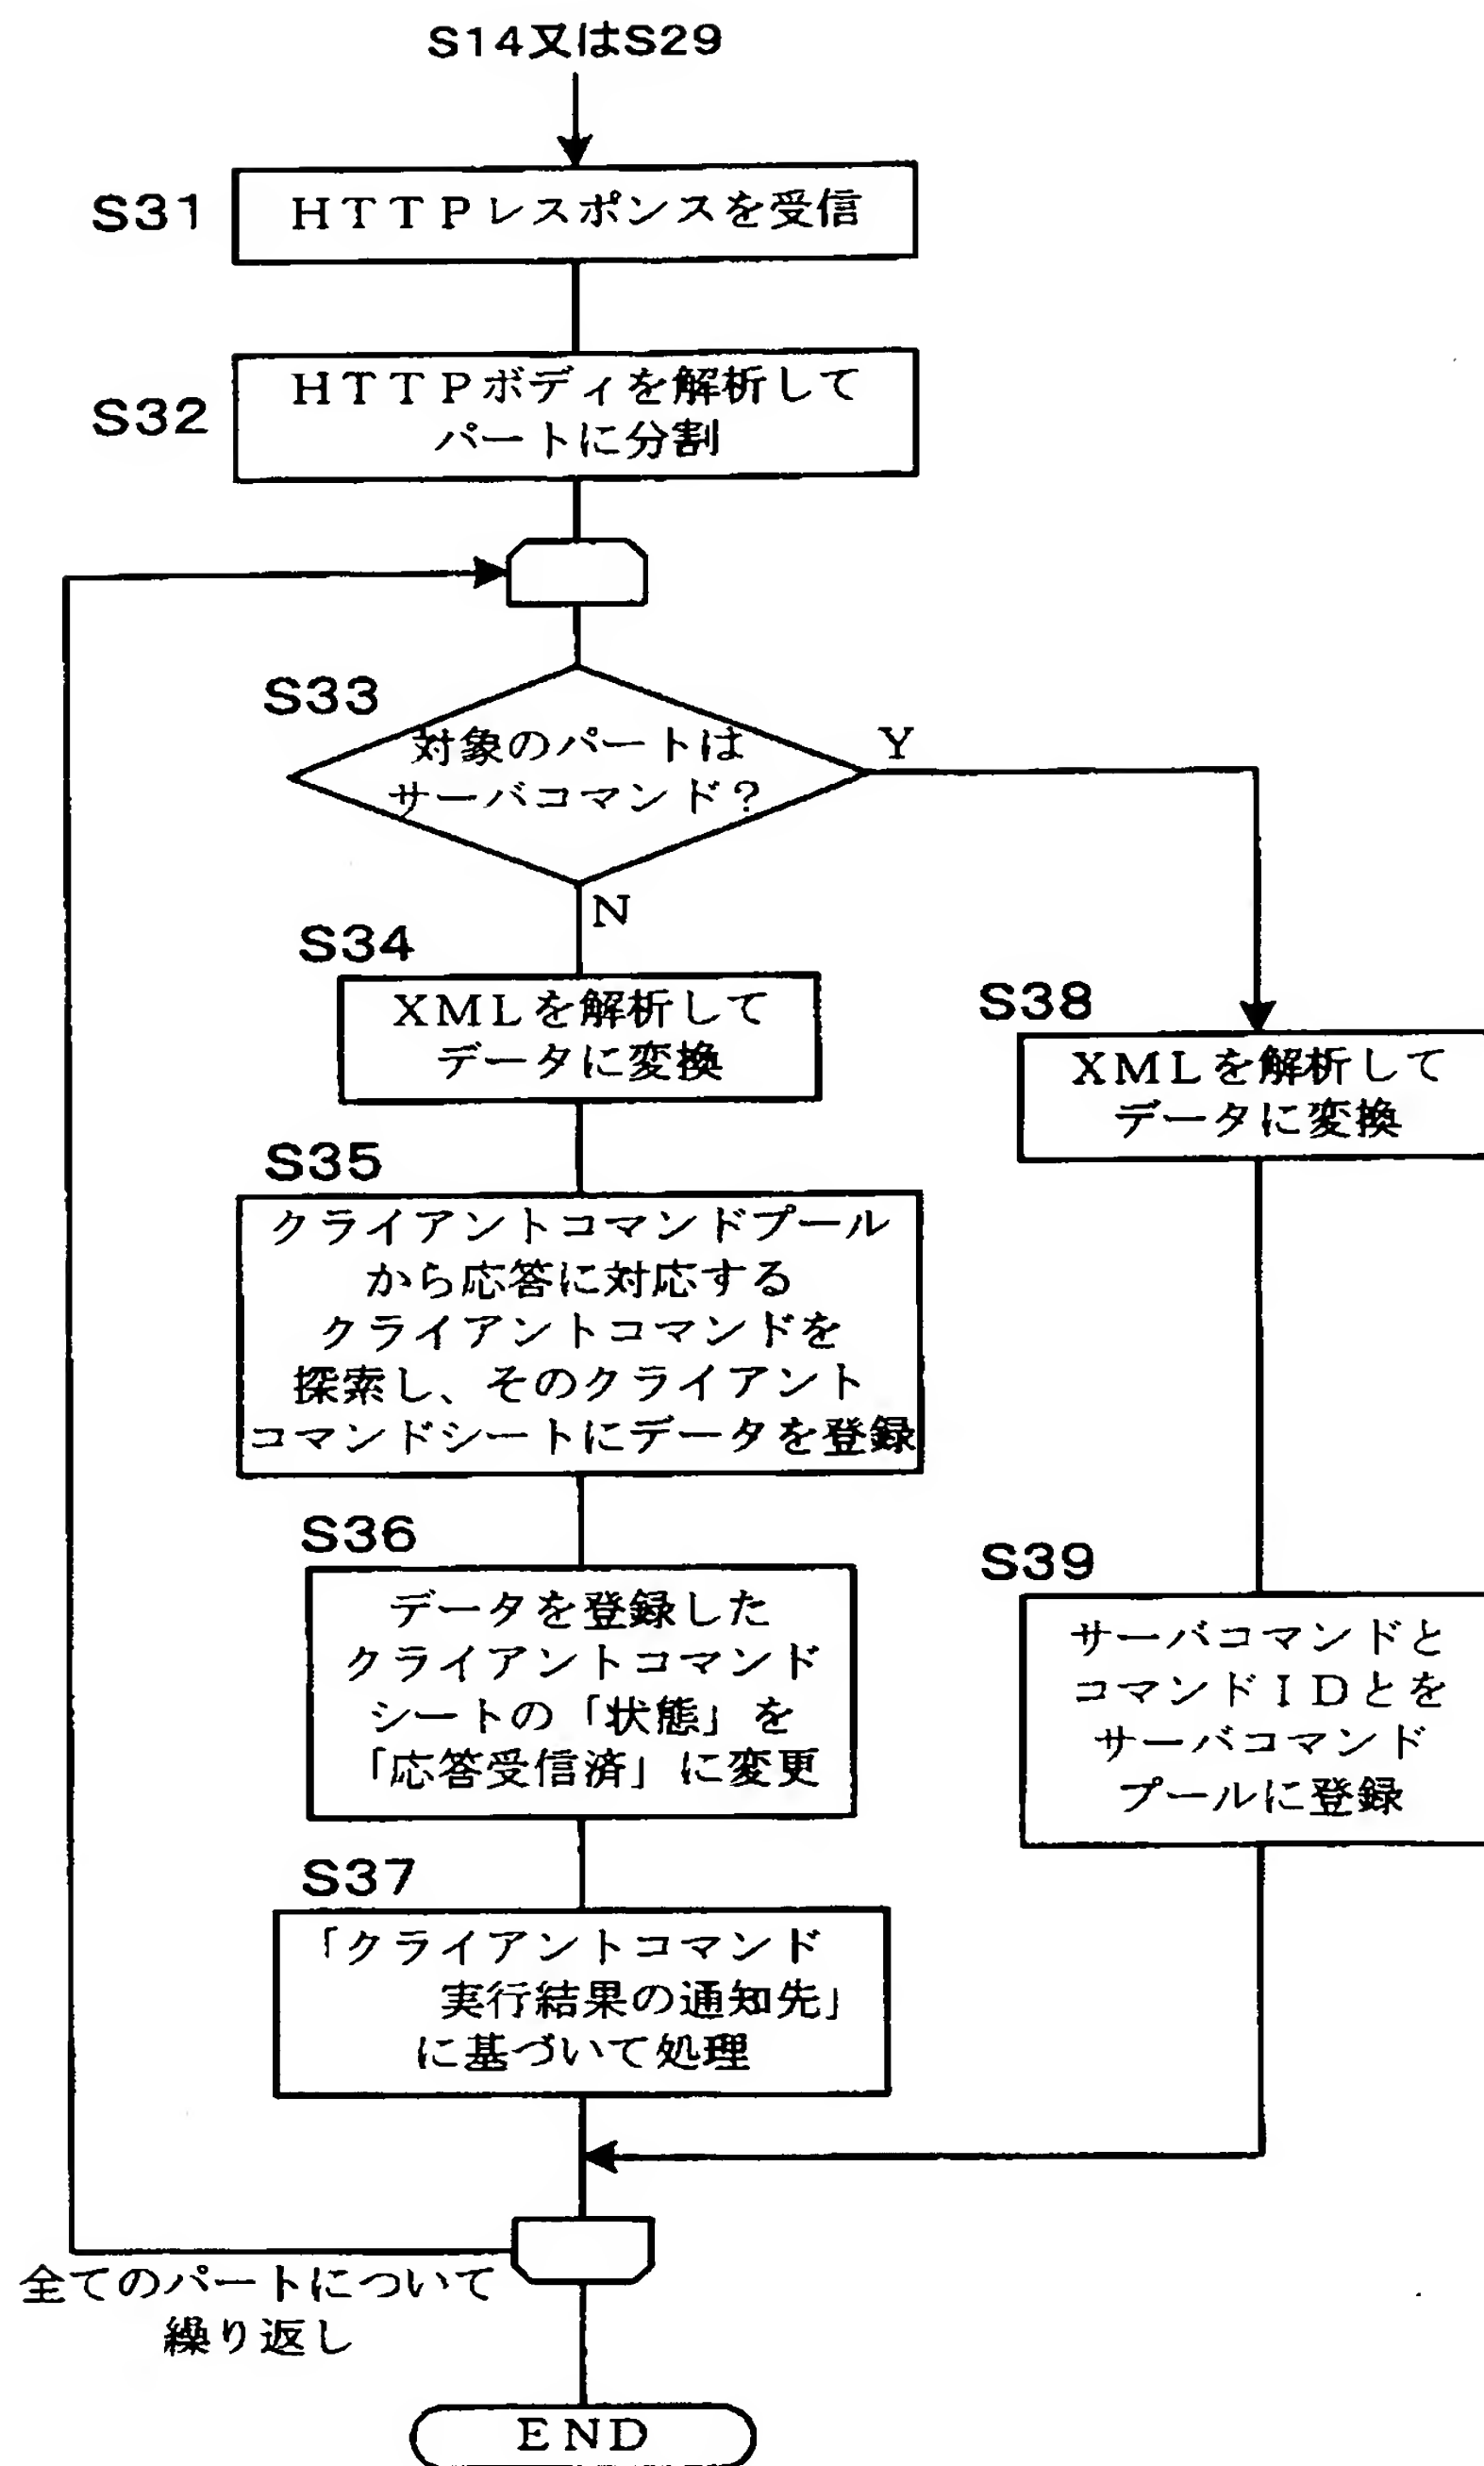 S14又はS29
S31
HTTPレスポンスを受信
S32
HTTPボディを解析して
パートに分割
S33
対象のパートは
サーバコマンド?
Y
N
S34
XMLを解析して
データに変換
S35
クライアントコマンドプール
から応答に対応する
クライアントコマンドを
探索し、そのクライアント
コマンドシートにデータを登録
S36
データを登録した
クライアントコマンド
シートの「状態」を
「応答受信済」に変更
S37
「クライアントコマンド
実行結果の通知先」
に基づいて処理
S38
XMLを解析して
データに変換
S39
サーバコマンドと
コマンドIDとを
サーバコマンド
プールに登録
全てのパートについて
繰り返し
END